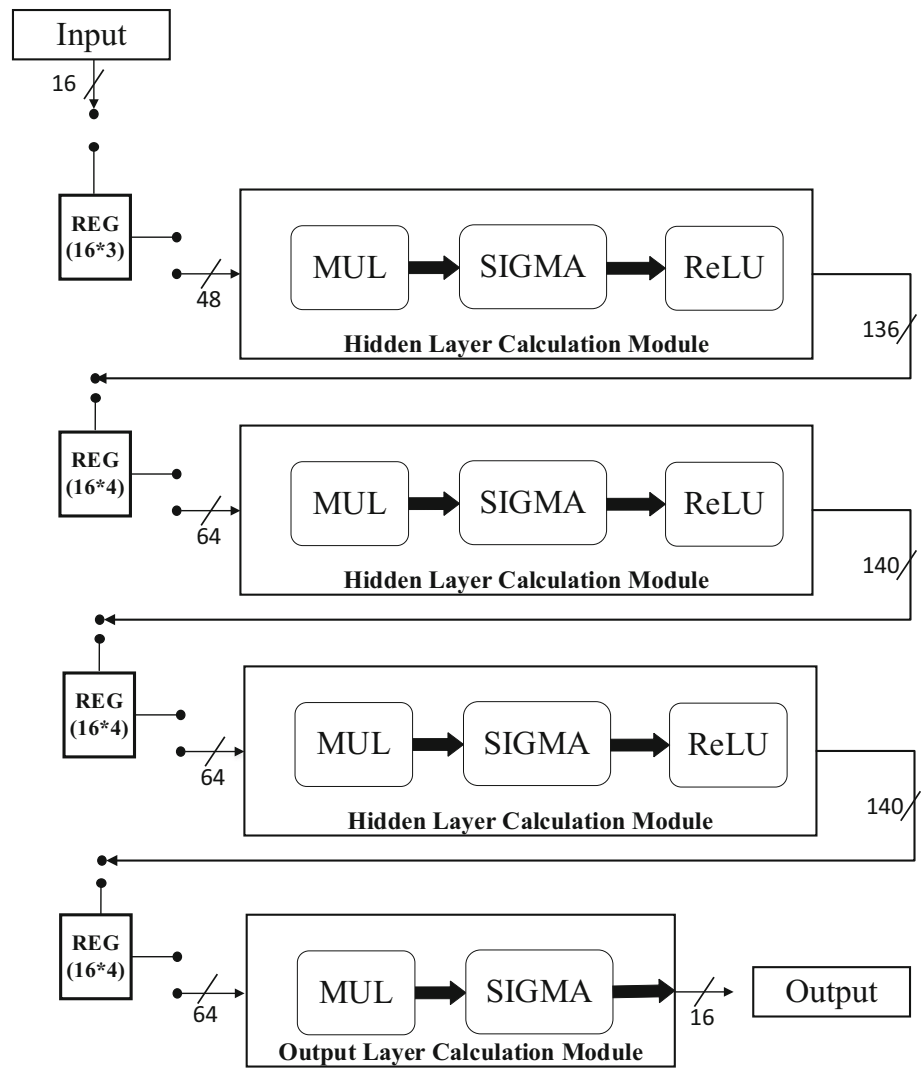 Input
16
REG
(16*3)
48
MUL
SIGMA
ReLU
Hidden Layer Calculation Module
136
REG
(16*4)
64
MUL
SIGMA
ReLU
Hidden Layer Calculation Module
140
REG
(16*4)
64
MUL
SIGMA
ReLU
Hidden Layer Calculation Module
140
REG
(16*4)
64
MUL
SIGMA
Output Layer Calculation Module
16
Output